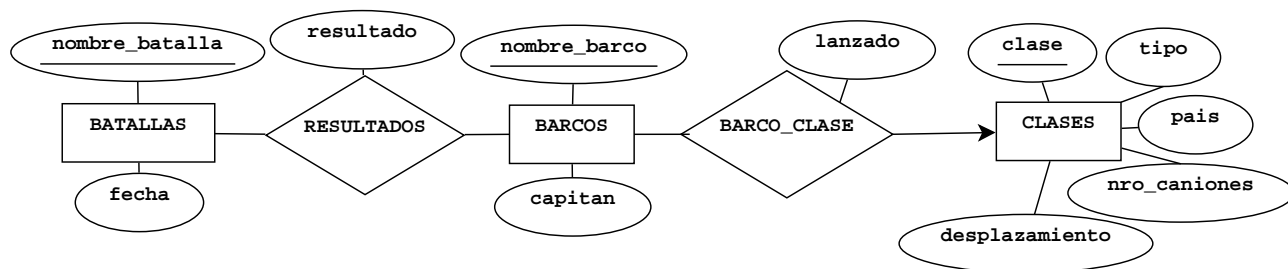 nombre_batalla
resultado
nombre_barco
lanzado
clase
tipo
BATALLAS
RESULTADOS
BARCOS
BARCO_CLASE
CLASES
pais
fecha
capitan
nro_caniones
desplazamiento